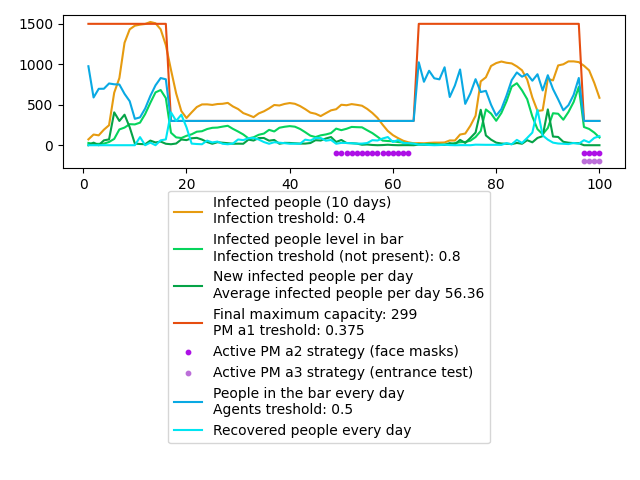 1500
1000
500
0
0
20
40
60
80
100
Infected people (10 days)
Infection treshold: 0.4
Infected people level in bar
Infection treshold (not present): 0.8
New infected people per day
Average infected people per day 56.36
Final maximum capacity: 299
PM a1 treshold: 0.375
Active PM a2 strategy (face masks)
Active PM a3 strategy (entrance test)
People in the bar every day
Agents treshold: 0.5
Recovered people every day